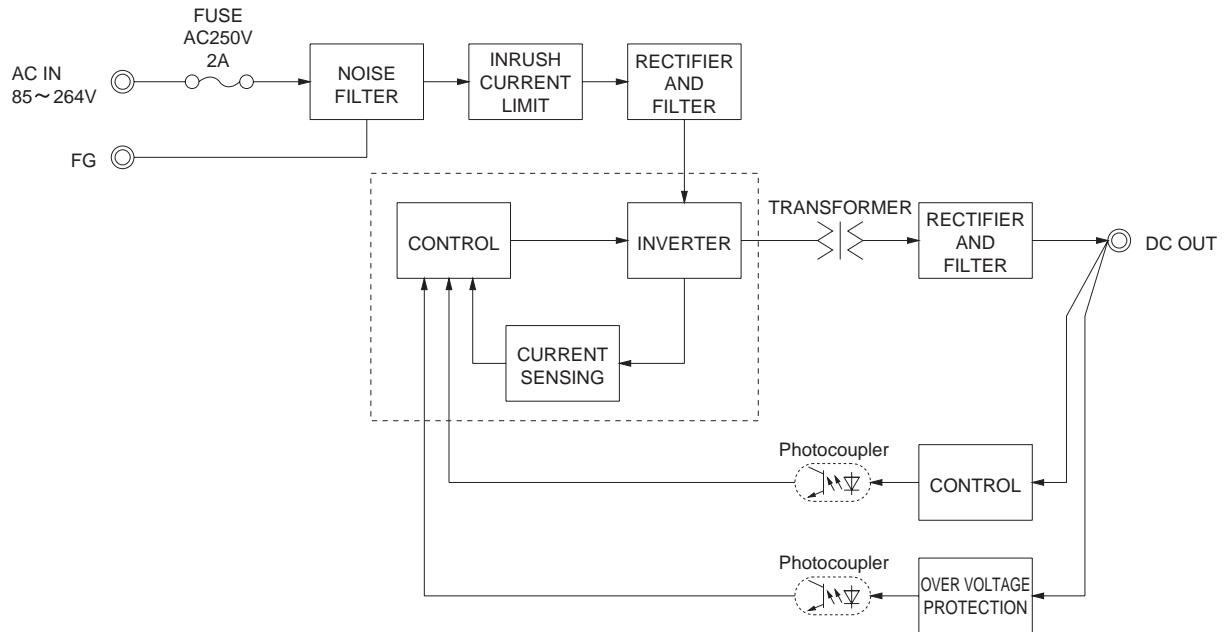 FUSE
AC250V
2A
AC IN
85～264V
NOISE
FILTER
INRUSH
CURRENT
LIMIT
RECTIFIER
AND
FILTER
FG
CONTROL
INVERTER
TRANSFORMER
RECTIFIER
AND
FILTER
DC OUT
CURRENT
SENSING
Photocoupler
CONTROL
Photocoupler
OVER VOLTAGE
PROTECTION